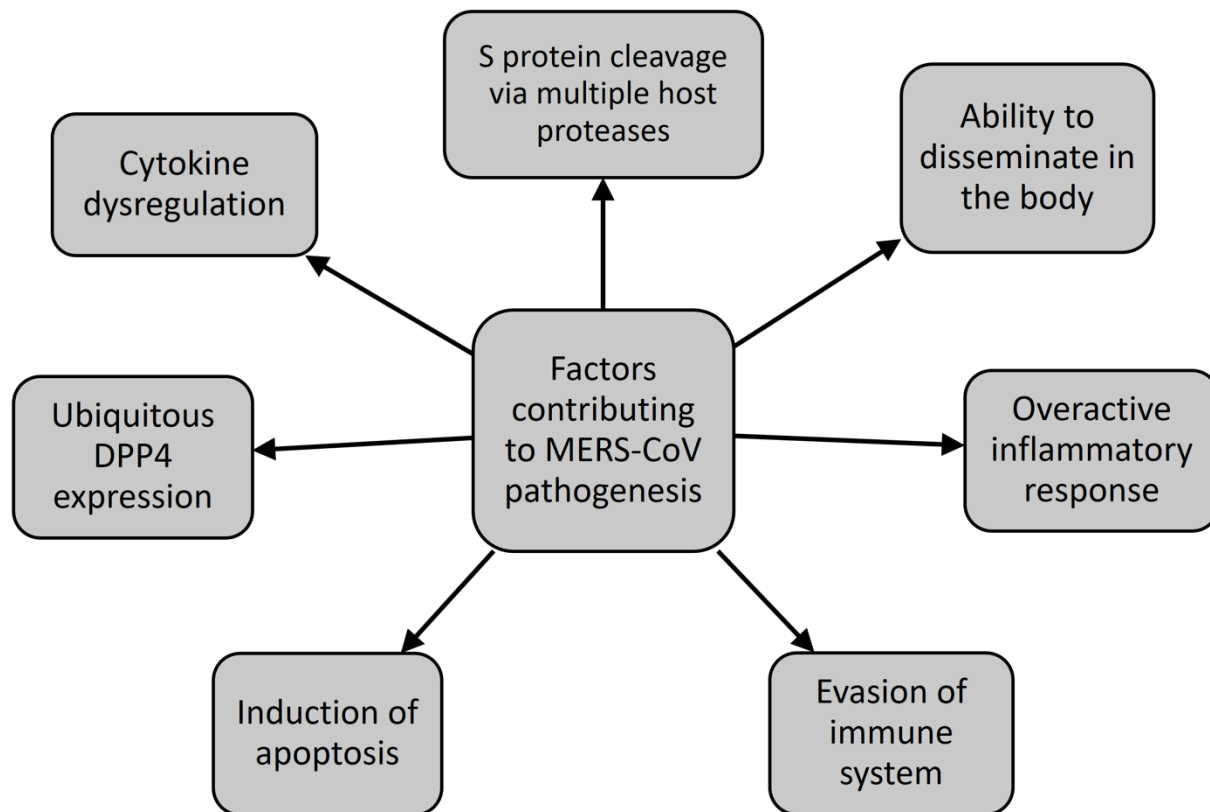 S protein cleavage
via multiple host
proteases
Ability to
disseminate in
the body
Cytokine
dysregulation
Factors
contributing
to MERS-CoV
pathogenesis
Ubiquitous
DPP4
expression
Overactive
inflammatory
response
Induction of
apoptosis
Evasion of
immune
system